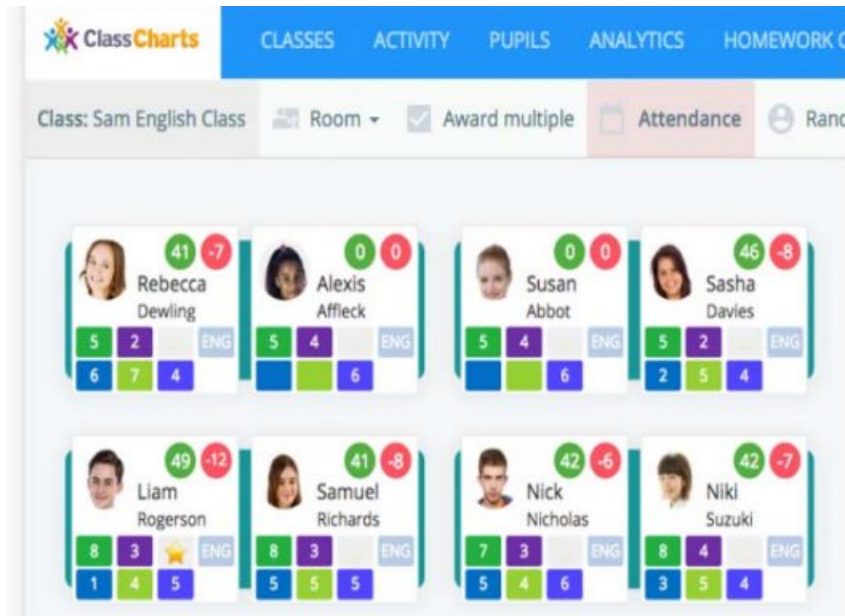 ClassCharts CLASSES ACTIVITY PUPILS ANALYTICS HOMEWORK
Class: Sam English Class Room Award multiple Attendance
41 -7 0 0 0 0 46 -8
Rebecca Alexis Susan Sasha
Dewling Affleck Abbot Davies
5 2 ENG 5 4 ENG 5 4 ENG 5 2 ENG
6 7 4 6 6 2 5 4
49 -12 41 -8 42 -6 42 -7
Liam Samuel Nick Niki
Rogerson Richards Nicholas Suzuki
8 3 ENG 8 3 ENG 7 3 ENG 8 4 ENG
1 4 5 5 5 5 5 4 6 3 5 4